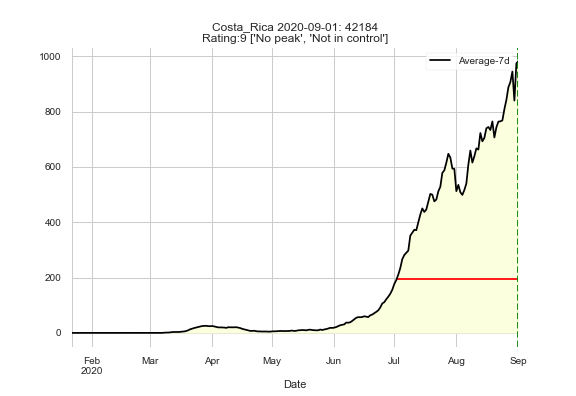 Costa_Rica 2020-09-01: 42184
Rating:9 ['No peak', 'Not in control']
Average-7d
1000
800
600
400
200
0
Feb Mar Apr May Jun Jul Aug Sep
2020
Date